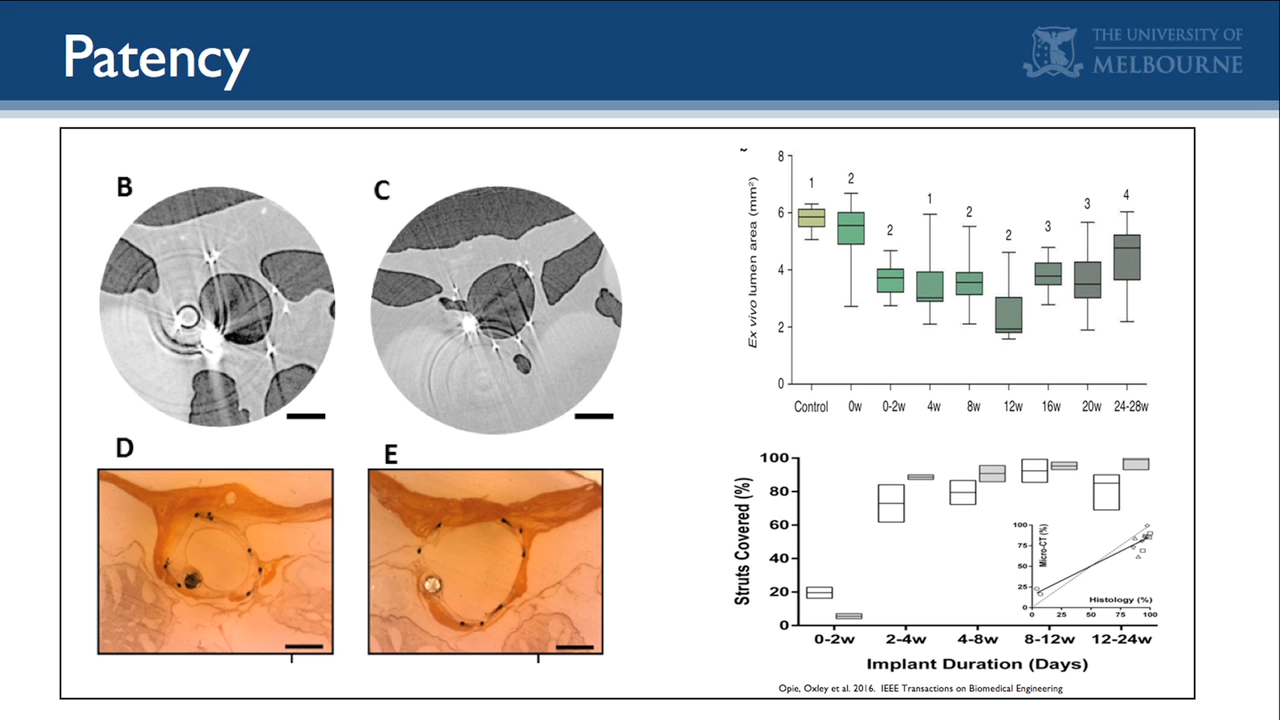 Patency
THE UNIVERSITY OF
MELBOURNE
B
C
D
E
8
6
4
2
0
Ex vivo lumen area (mm²)
1
2
2
1
2
2
3
3
4
Control 0w 0-2w 4w 8w 12w 16w 20w 24-28w
100
80
60
40
20
0
Struts Covered (%)
100
75
50
25
0
Micro-CT (%)
Histology (%)
0 25 50 75 100
0-2w 2-4w 4-8w 8-12w 12-24w
Implant Duration (Days)
Opie, Oxley et al. 2016. IEEE Transactions on Biomedical Engineering